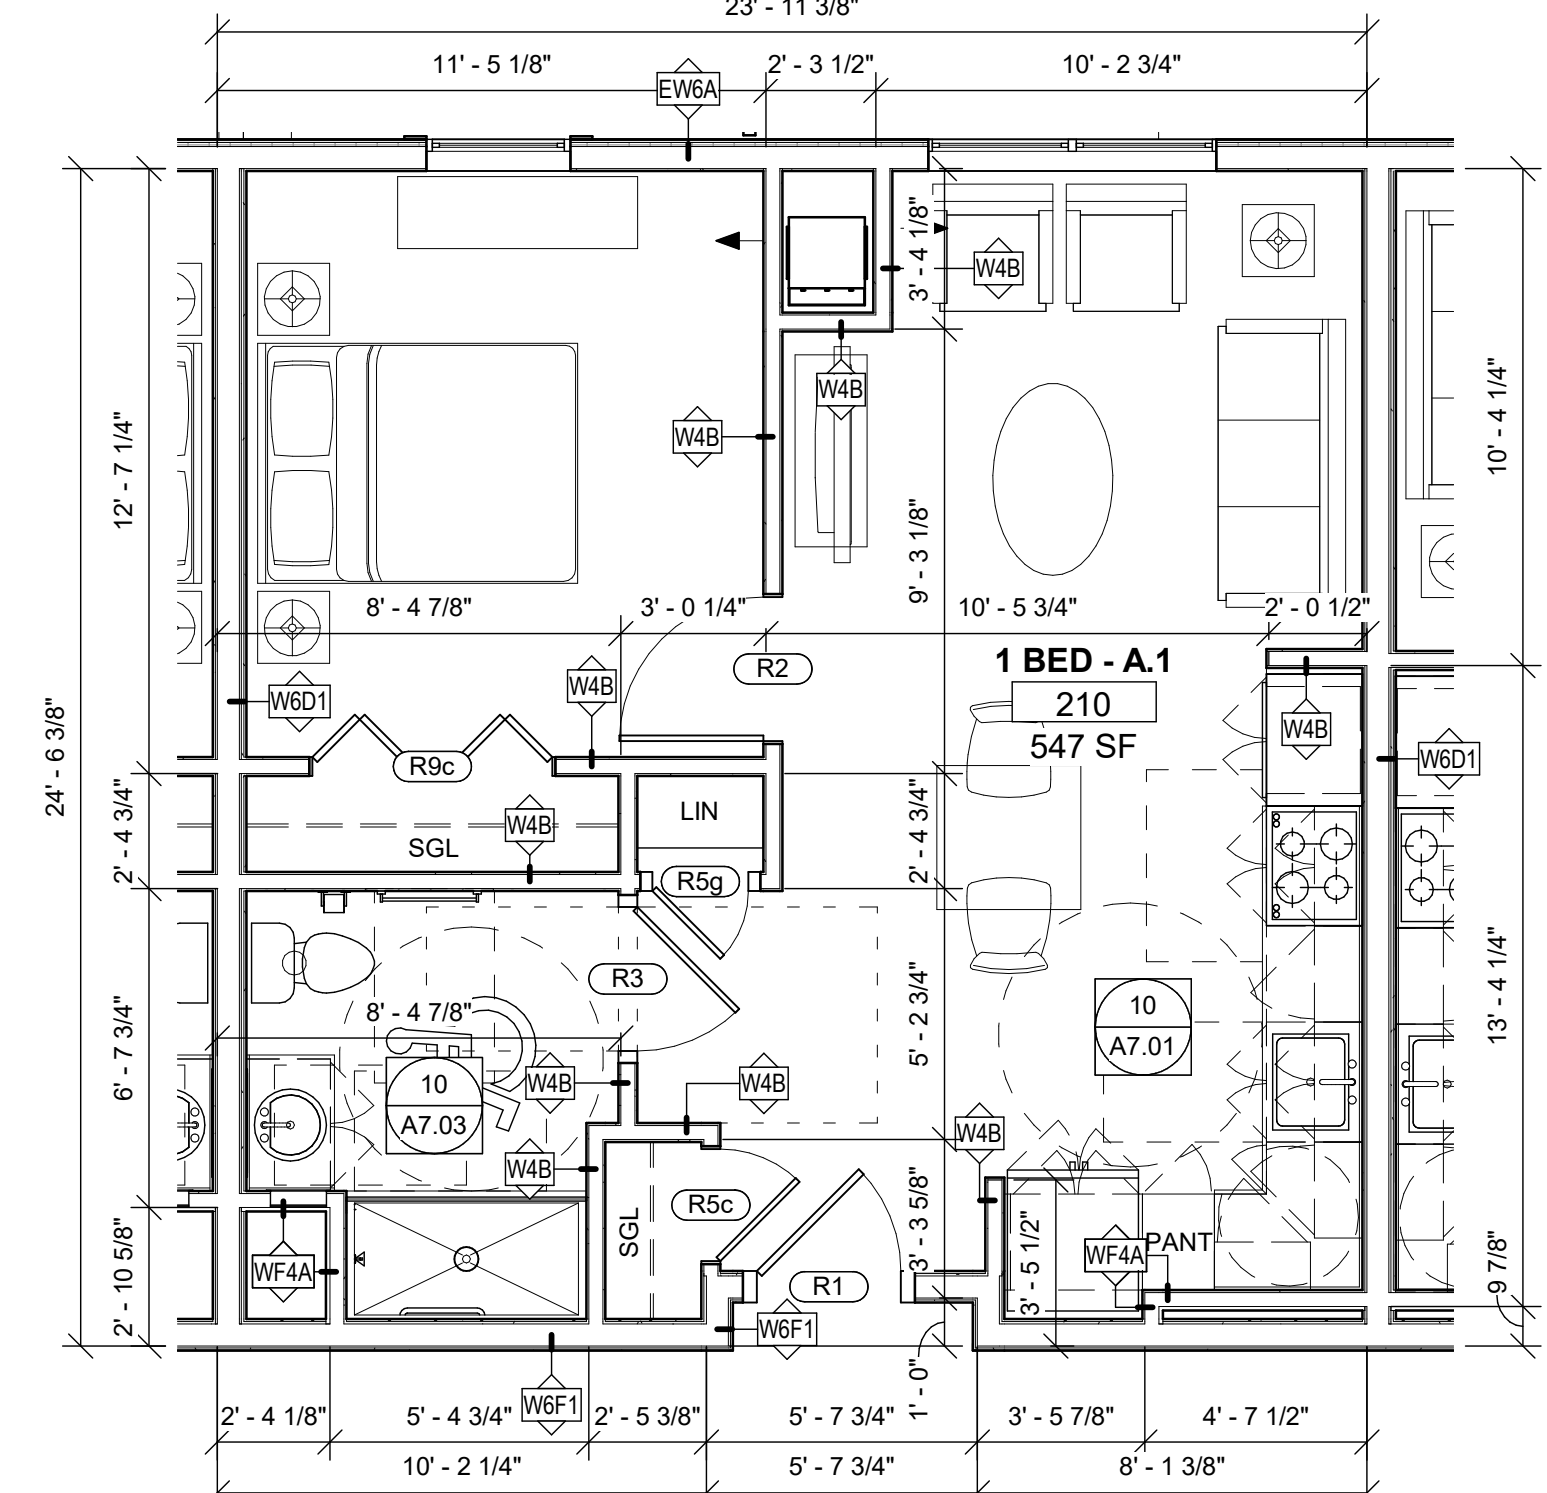 23' - 11 3/8"
11' - 5 1/8"
2' - 3 1/2"
10' - 2 3/4"
EW6A
3' - 4 1/8"
W4B
W4B
W4B
12' - 7 1/4"
10' - 4 1/4"
9' - 3 1/8"
8' - 4 7/8"
3' - 0 1/4"
10' - 5 3/4"
2' - 0 1/2"
1 BED - A.1
210
547 SF
R2
W4B
W6D1
W4B
W6D1
24' - 6 3/8"
R9c
2' - 4 3/4"
W4B
SGL
LIN
2' - 4 3/4"
R5g
R3
8' - 4 7/8"
6' - 7 3/4"
5' - 2 3/4"
13' - 4 1/4"
10
A7.01
10
A7.03
W4B
W4B
W4B
W4B
R5c
SGL
3' - 3 5/8"
3' - 5 1/2"
PANT
WF4A
WF4A
2' - 10 5/8"
R1
9 7/8"
W6F1
W6F1
1' - 0"
2' - 4 1/8"
5' - 4 3/4"
2' - 5 3/8"
5' - 7 3/4"
3' - 5 7/8"
4' - 7 1/2"
10' - 2 1/4"
5' - 7 3/4"
8' - 1 3/8"